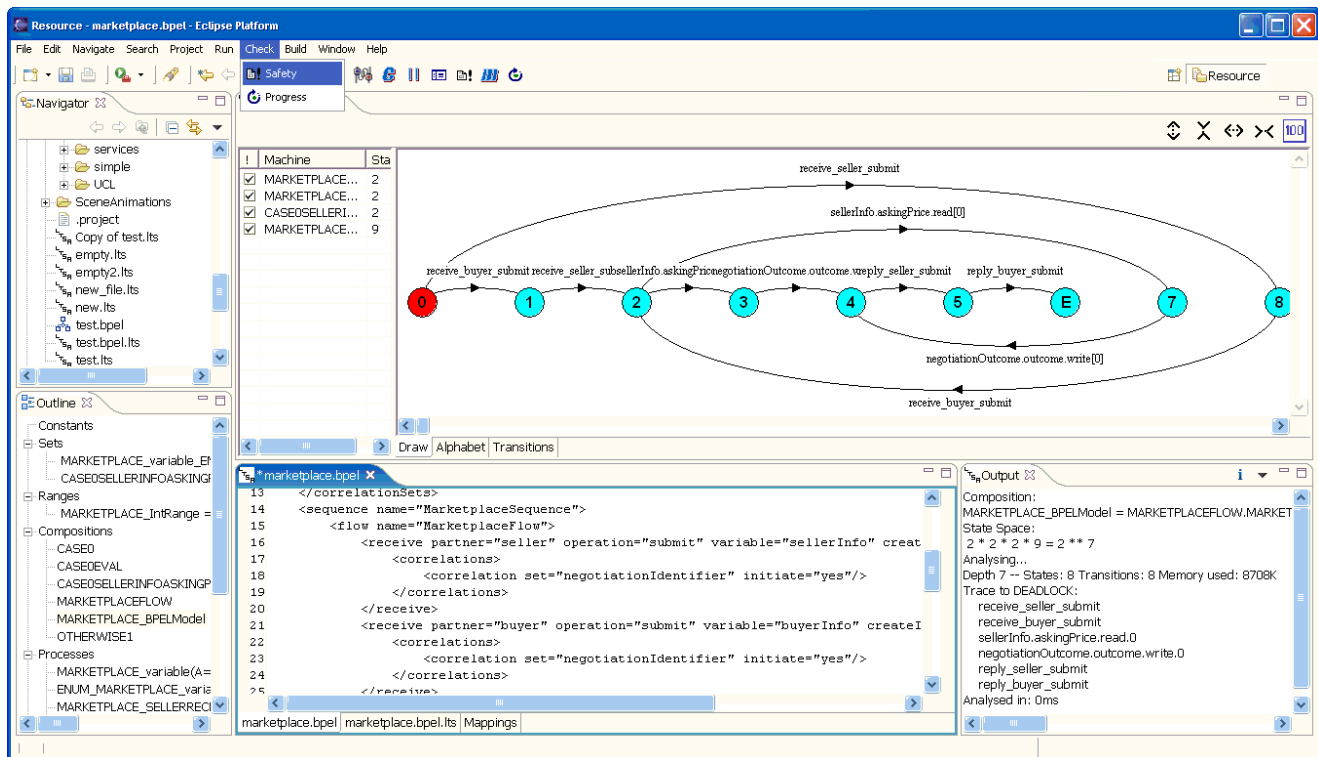 Resource - marketplace.bpel - Eclipse Platform
File Edit Navigate Search Project Run Check Build Window Help
Safety
Progress
Resource
Navigator
services
simple
UCL
SceneAnimations
.project
Copy of test.lts
empty.lts
empty2.lts
new_file.lts
new.lts
test.bpel
test.bpel.lts
test.lts
! Machine Sta
MARKETPLACE... 2
MARKETPLACE... 2
CASE0SELLERI... 2
MARKETPLACE... 9
100
receive_seller_submit
sellerInfo.askingPrice.read[0]
receive_buyer_submit receive_seller_subsellerInfo.askingPricenegotiationOutcome.outcome.wreply_seller_submit reply_buyer_submit
0 1 2 3 4 5 E 7 8
negotiationOutcome.outcome.write[0]
receive_buyer_submit
Draw Alphabet Transitions
Outline
Constants
Sets
MARKETPLACE_variable_EN
CASE0SELLERINFOASKINGP
Ranges
MARKETPLACE_IntRange =
Compositions
CASE0
CASE0EVAL
CASE0SELLERINFOASKINGP
MARKETPLACEFLOW
MARKETPLACE_BPELModel
OTHERWISE1
Processes
MARKETPLACE_variable(A=
ENUM_MARKETPLACE_varia
MARKETPLACE_SELLERRECI
*marketplace.bpel
13 </correlationSets>
14 <sequence name="MarketplaceSequence">
15 <flow name="MarketplaceFlow">
16 <receive partner="seller" operation="submit" variable="sellerInfo" creat
17 <correlations>
18 <correlation set="negotiationIdentifier" initiate="yes"/>
19 </correlations>
20 </receive>
21 <receive partner="buyer" operation="submit" variable="buyerInfo" createI
22 <correlations>
23 <correlation set="negotiationIdentifier" initiate="yes"/>
24 </correlations>
25 </receive>
marketplace.bpel marketplace.bpel.lts Mappings
Output
Composition:
MARKETPLACE_BPELModel = MARKETPLACEFLOW.MARKET
State Space:
2 * 2 * 2 * 9 = 2 ** 7
Analysing...
Depth 7 -- States: 8 Transitions: 8 Memory used: 8708K
Trace to DEADLOCK:
receive_seller_submit
receive_buyer_submit
sellerInfo.askingPrice.read.0
negotiationOutcome.outcome.write.0
reply_seller_submit
reply_buyer_submit
Analysed in: 0ms